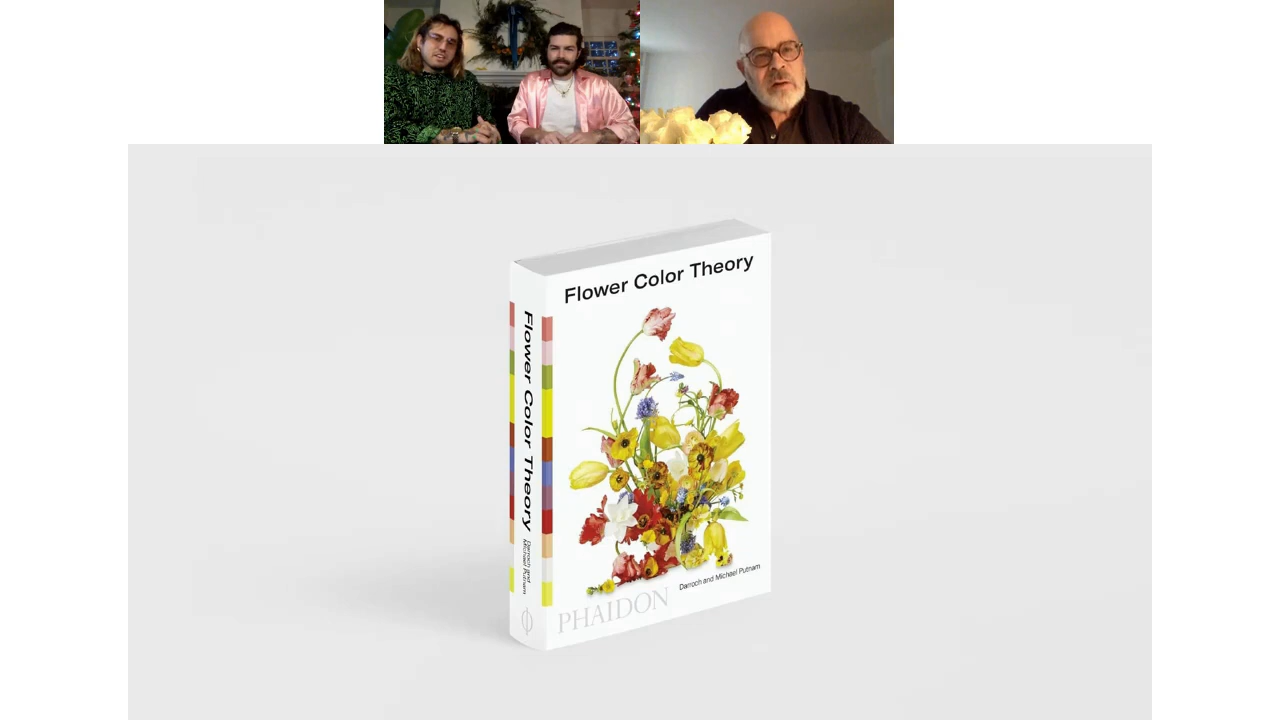 Flower Color Theory
Darroch and Michael Putnam
PHAIDON
Flower Color Theory
Darroch and
Michael Putnam